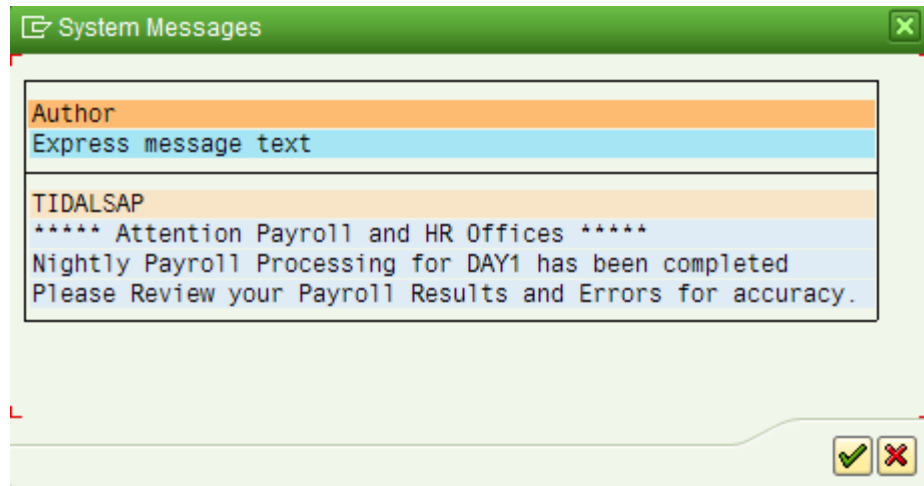 System Messages
Author
Express message text
TIDALSAP
***** Attention Payroll and HR Offices *****
Nightly Payroll Processing for DAY1 has been completed
Please Review your Payroll Results and Errors for accuracy.